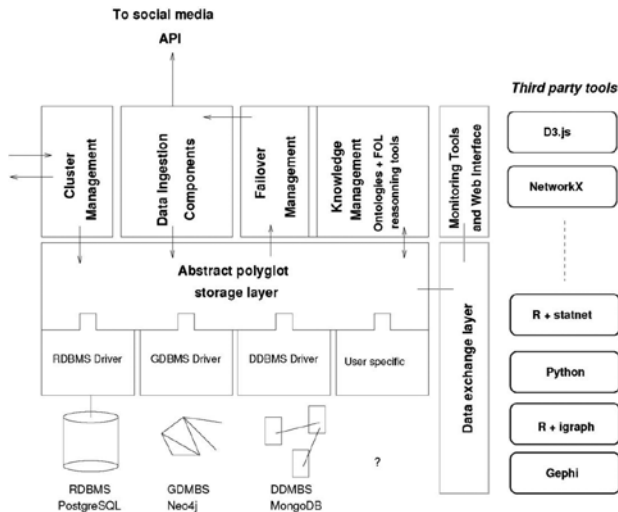 To social media
API
Third party tools
Cluster
Management
Data Ingestion
Components
Failover
Management
Knowledge
Management
Ontologies + FOL
reasonning tools
Monitoring Tools
and Web Interface
D3.js
NetworkX
Abstract polyglot
storage layer
Data exchange layer
R + statnet
RDBMS Driver
GDBMS Driver
DDBMS Driver
User specific
Python
R + igraph
Gephi
RDBMS
PostgreSQL
GDMBS
Neo4j
DDMBS
MongoDB
?